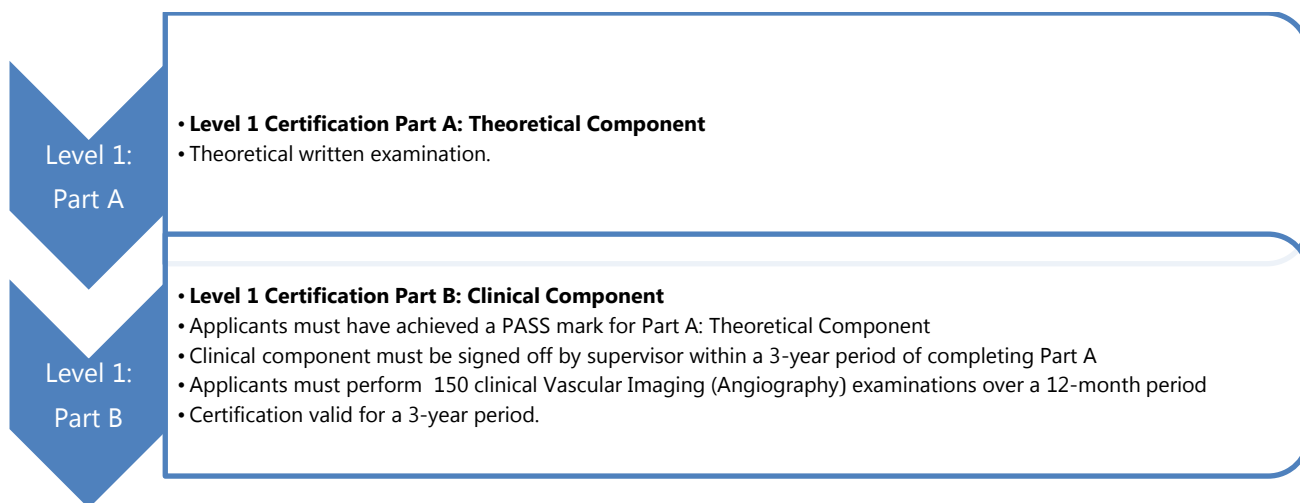 Level 1:
Part A
• Level 1 Certification Part A: Theoretical Component
• Theoretical written examination.
Level 1:
Part B
• Level 1 Certification Part B: Clinical Component
• Applicants must have achieved a PASS mark for Part A: Theoretical Component
• Clinical component must be signed off by supervisor within a 3-year period of completing Part A
• Applicants must perform  150 clinical Vascular Imaging (Angiography) examinations over a 12-month period
• Certification valid for a 3-year period.